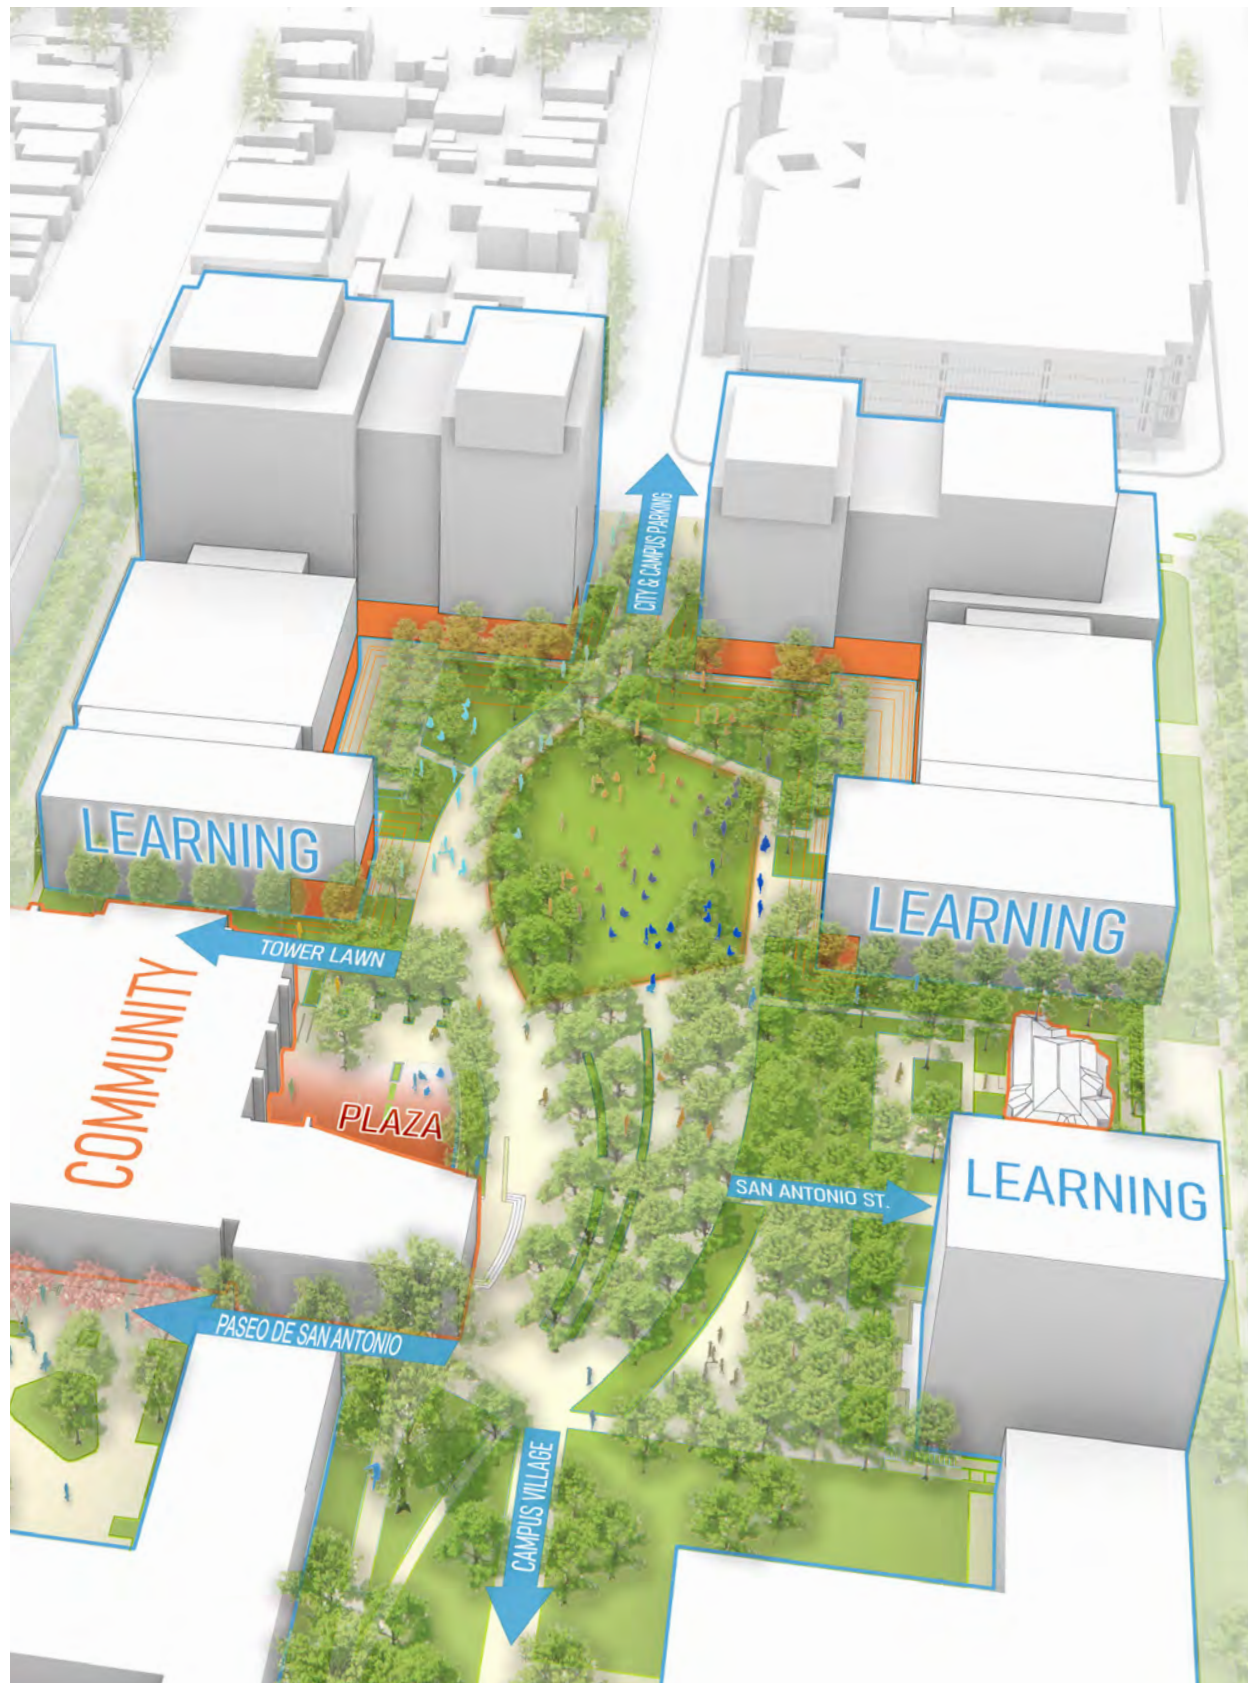 CITY & CAMPUS PARKING
LEARNING
LEARNING
TOWER LAWN
COMMUNITY
PLAZA
SAN ANTONIO ST.
LEARNING
PASEO DE SAN ANTONIO
CAMPUS VILLAGE